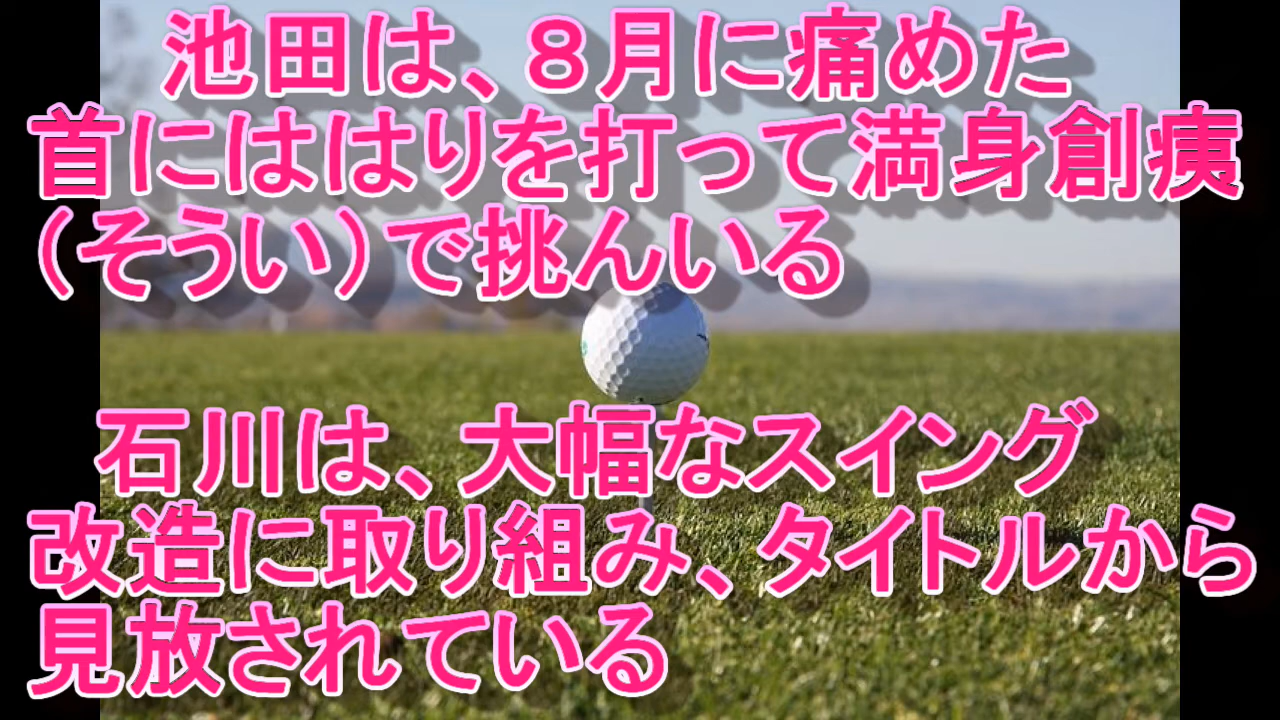 池田は、８月に痛めた
首にははりを打って満身創痍
（そうい）で挑んいる
石川は、大幅なスイング
改造に取り組み、タイトルから
見放されている